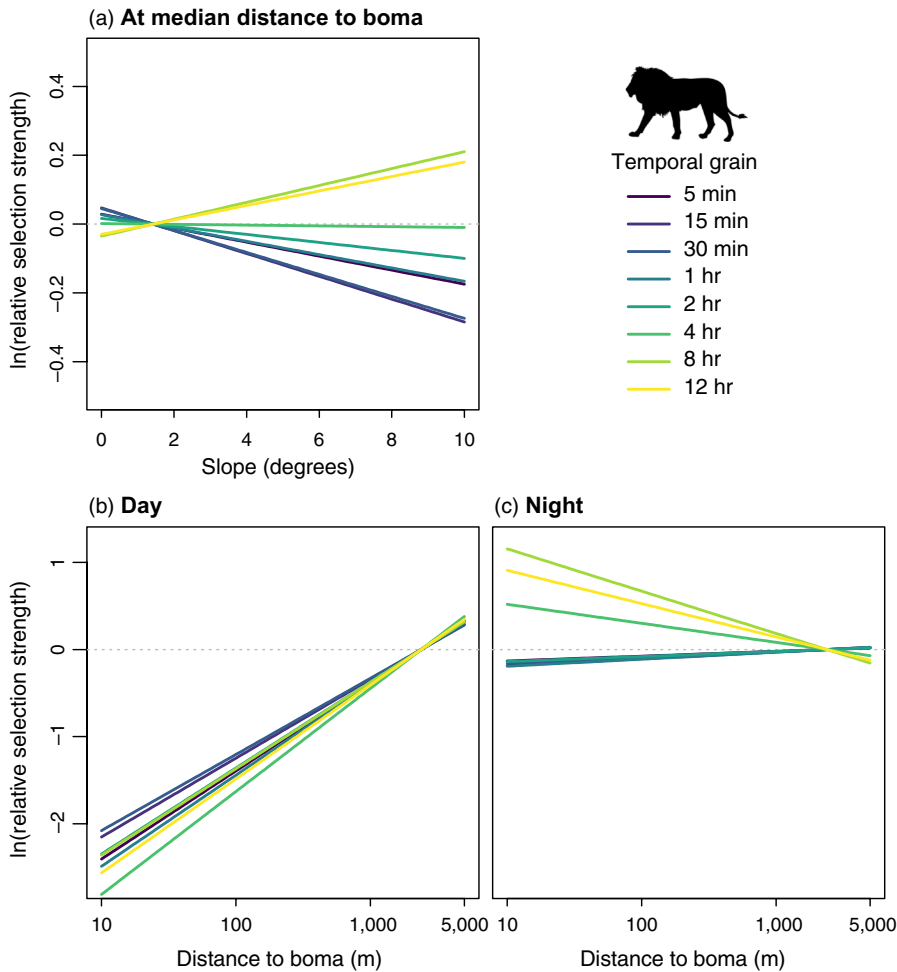 (a) At median distance to boma
ln(relative selection strength)
0.4
0.2
0.0
−0.2
−0.4
0 2 4 6 8 10
Slope (degrees)
Temporal grain
5 min
15 min
30 min
1 hr
2 hr
4 hr
8 hr
12 hr
(b) Day
ln(relative selection strength)
1
0
−1
−2
10 100 1,000 5,000
Distance to boma (m)
(c) Night
10 100 1,000 5,000
Distance to boma (m)